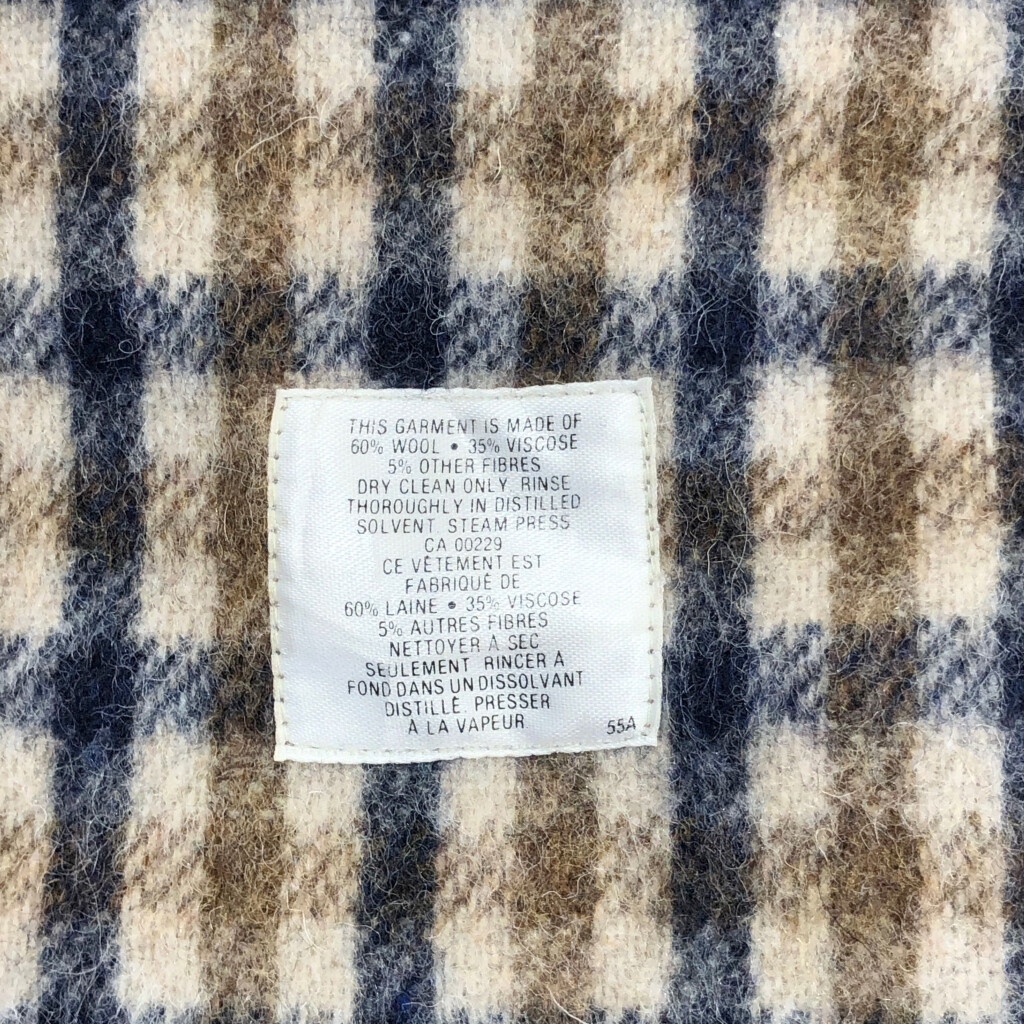 THIS GARMENT IS MADE OF
60% WOOL • 35% VISCOSE
5% OTHER FIBRES
DRY CLEAN ONLY. RINSE
THOROUGHLY IN DISTILLED
SOLVENT. STEAM PRESS
CA 00229
CE VÊTEMENT EST
FABRIQUÉ DE
60% LAINE • 35% VISCOSE
5% AUTRES FIBRES
NETTOYER A SEC
SEULEMENT. RINCER A
FOND DANS UN DISSOLVANT
DISTILLÉ. PRESSER
À LA VAPEUR
55A